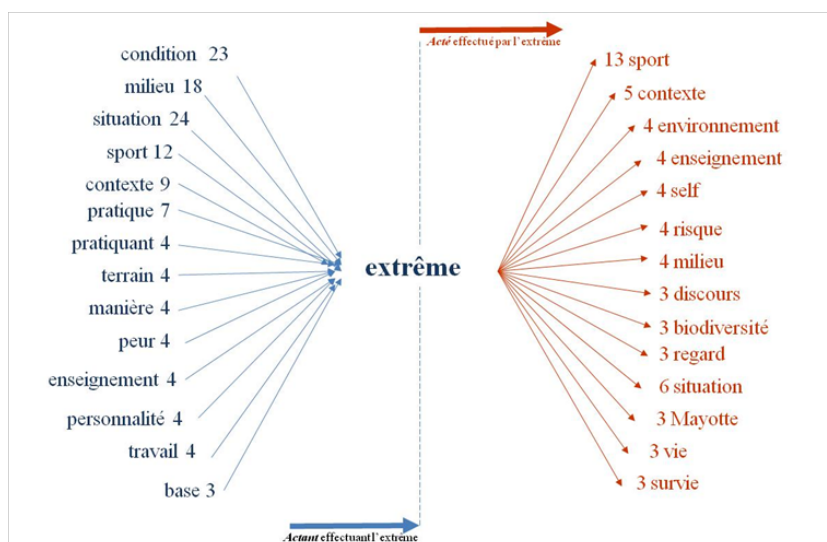 Acté effectué par l'extrême
condition 23
milieu 18
situation 24
sport 12
contexte 9
pratique 7
pratiquant 4
terrain 4
manière 4
peur 4
enseignement 4
personnalité 4
travail 4
base 3
extrême
13 sport
5 contexte
4 environnement
4 enseignement
4 self
4 risque
4 milieu
3 discours
3 biodiversité
3 regard
6 situation
3 Mayotte
3 vie
3 survie
Actant effectuant l'extrême